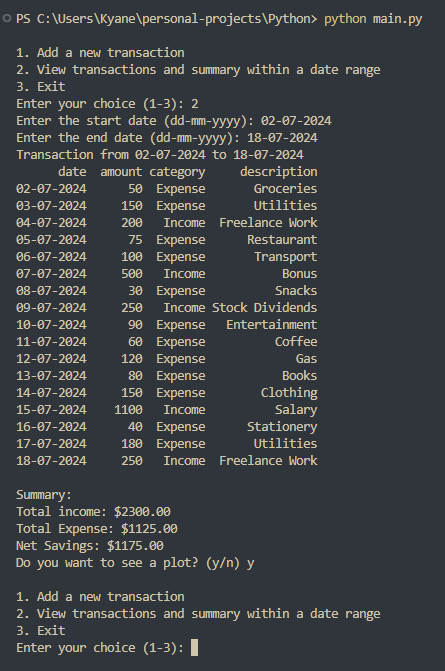 PS C:\Users\Kyane\personal-projects\Python> python main.py
1. Add a new transaction
2. View transactions and summary within a date range
3. Exit
Enter your choice (1-3): 2
Enter the start date (dd-mm-yyyy): 02-07-2024
Enter the end date (dd-mm-yyyy): 18-07-2024
Transaction from 02-07-2024 to 18-07-2024
date amount category description
02-07-2024 50 Expense Groceries
03-07-2024 150 Expense Utilities
04-07-2024 200 Income Freelance Work
05-07-2024 75 Expense Restaurant
06-07-2024 100 Expense Transport
07-07-2024 500 Income Bonus
08-07-2024 30 Expense Snacks
09-07-2024 250 Income Stock Dividends
10-07-2024 90 Expense Entertainment
11-07-2024 60 Expense Coffee
12-07-2024 120 Expense Gas
13-07-2024 80 Expense Books
14-07-2024 150 Expense Clothing
15-07-2024 1100 Income Salary
16-07-2024 40 Expense Stationery
17-07-2024 180 Expense Utilities
18-07-2024 250 Income Freelance Work
Summary:
Total income: $2300.00
Total Expense: $1125.00
Net Savings: $1175.00
Do you want to see a plot? (y/n) y
1. Add a new transaction
2. View transactions and summary within a date range
3. Exit
Enter your choice (1-3):